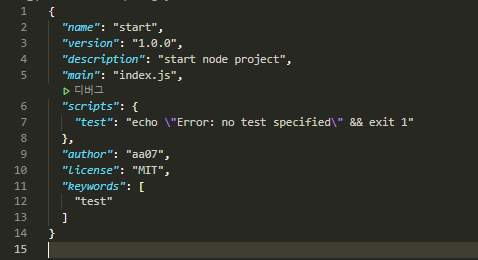 1 {
2 "name": "start",
3 "version": "1.0.0",
4 "description": "start node project",
5 "main": "index.js",
▷ 디버그
6 "scripts": {
7 "test": "echo \"Error: no test specified\" && exit 1"
8 },
9 "author": "aa07",
10 "license": "MIT",
11 "keywords": [
12 "test"
13 ]
14 }
15